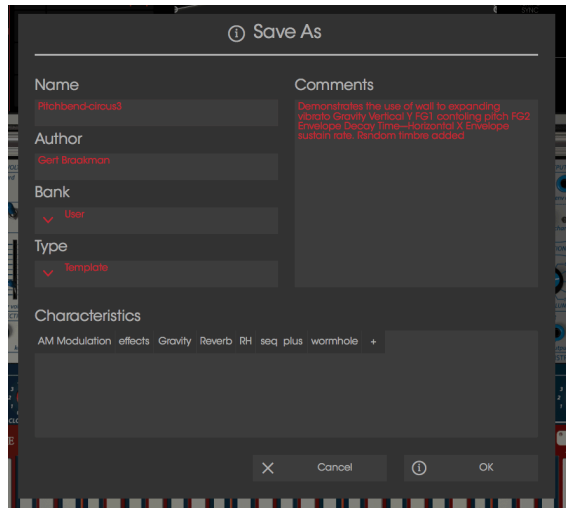 SYNC
Save As
Name
Pitchbend-ciraus3
Author
Gert Braakman
Bank
User
Type
Template
Comments
Demonstrates the use of wall to expanding
vibrato Gravity Vertical Y FG1 contoling pitch FG2
Envelope Decay Time—Horizontal X Envelope
sustain rate. Rsndom timbre added
Characteristics
AM Modulation effects Gravity Reverb RH seq plus wormhole +
Cancel
OK